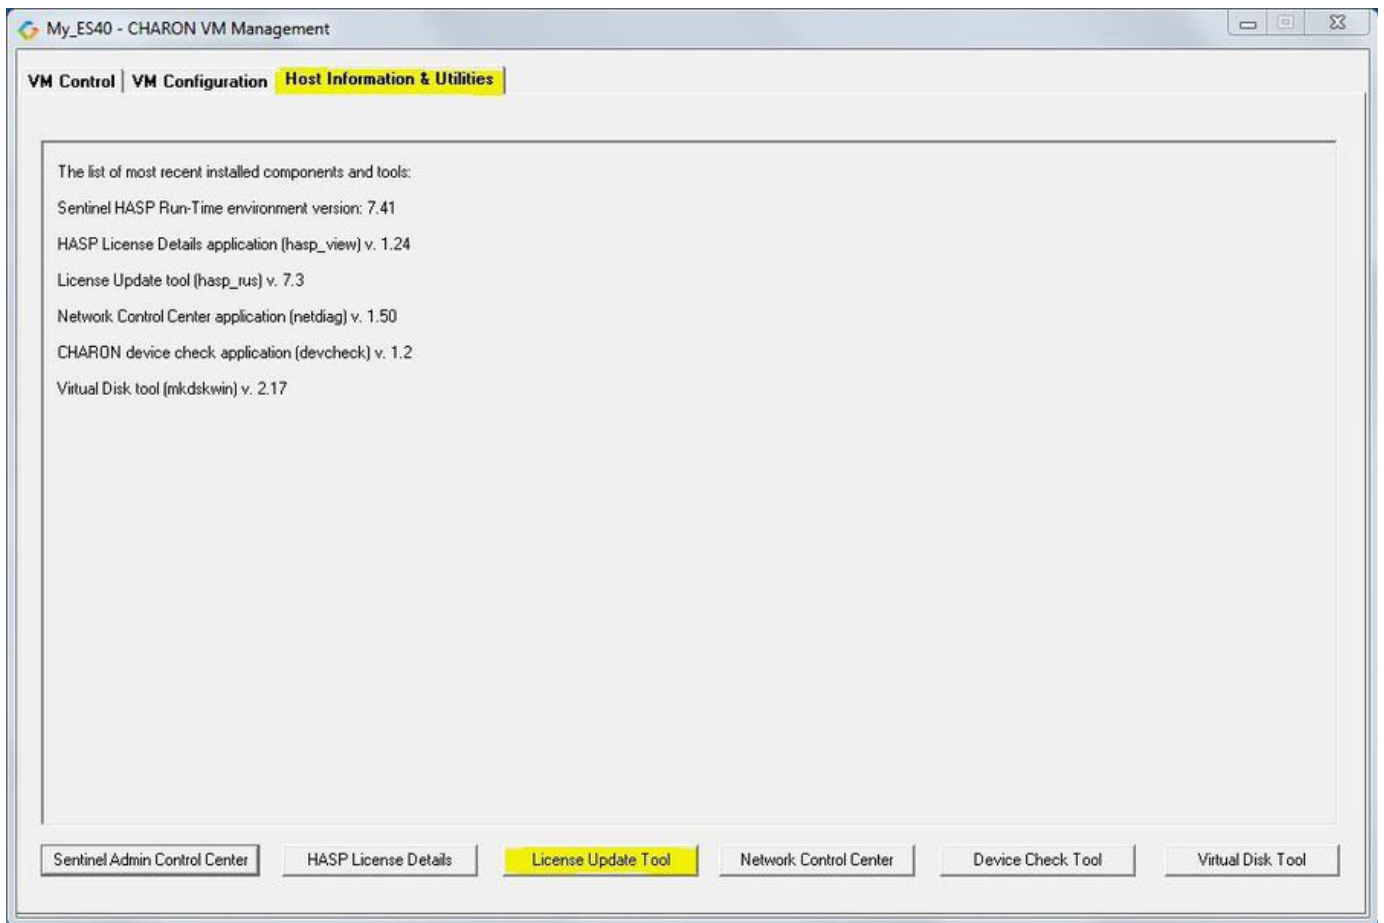 My_ES40 - CHARON VM Management
VM Control VM Configuration Host Information & Utilities
The list of most recent installed components and tools:
Sentinel HASP Run-Time environment version: 7.41
HASP License Details application (hasp_view) v. 1.24
License Update tool (hasp_rus) v. 7.3
Network Control Center application (netdiag) v. 1.50
CHARON device check application (devcheck) v. 1.2
Virtual Disk tool (mkdskwin) v. 2.17
Sentinel Admin Control Center HASP License Details License Update Tool Network Control Center Device Check Tool Virtual Disk Tool